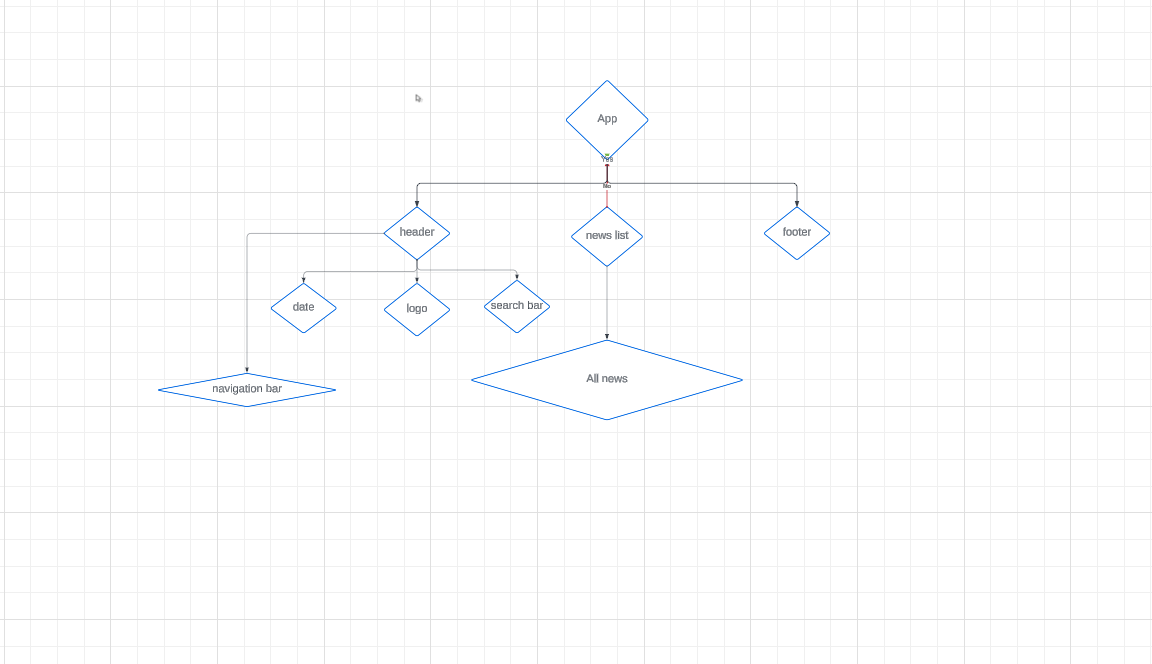 App
Yes
No
header
news list
footer
date
logo
search bar
navigation bar
All news